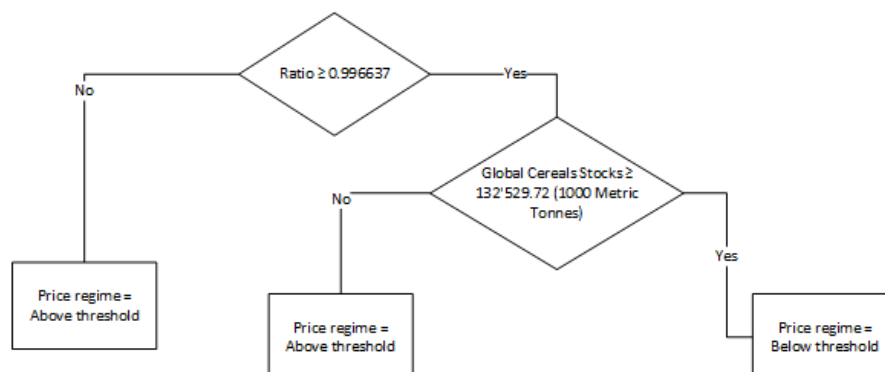 Ratio ≥ 0.996637
No
Yes
Global Cereals Stocks ≥
132'529.72 (1000 Metric
Tonnes)
No
Yes
Price regime =
Above threshold
Price regime =
Above threshold
Price regime =
Below threshold